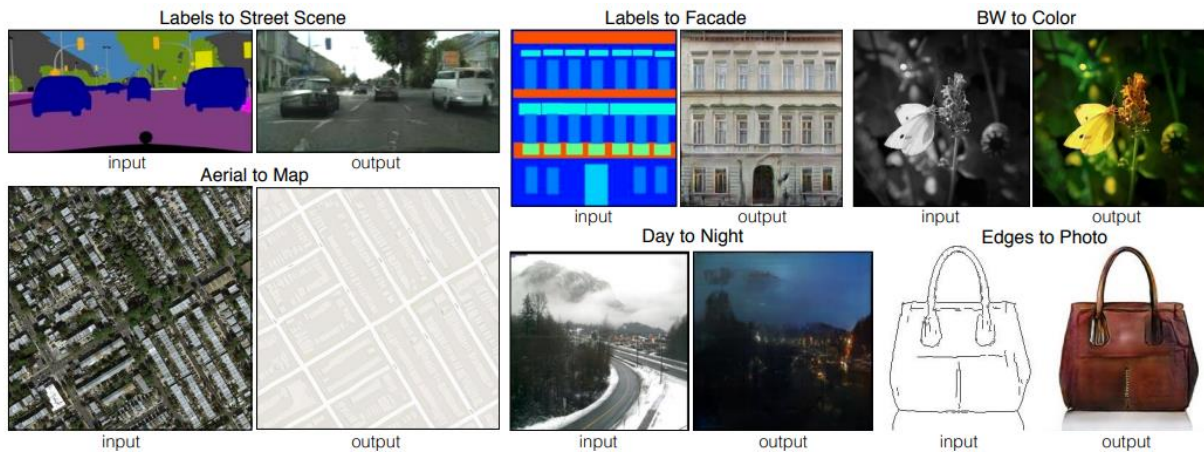 Labels to Street Scene
input
output
Aerial to Map
input
output
Labels to Facade
input
output
BW to Color
input
output
Day to Night
input
output
Edges to Photo
input
output